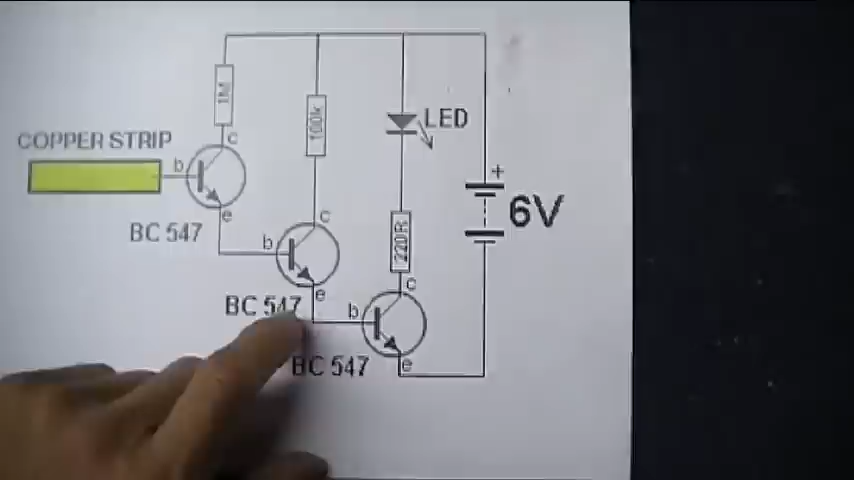 1M
100k
LED
COPPER STRIP
c
b
+
6V
e
c
BC 547
b
220R
c
e
BC 547
b
BC 547
e